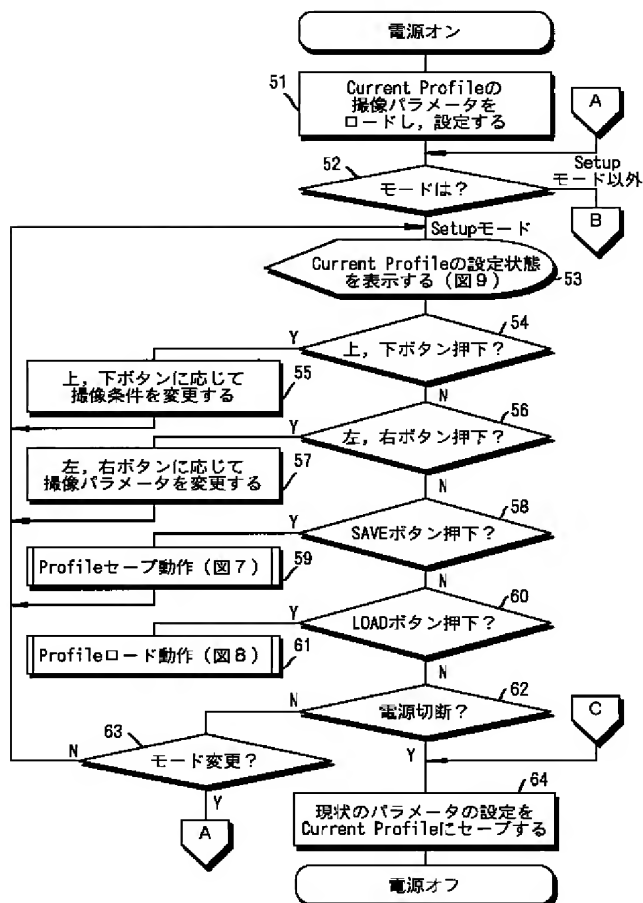 電源オン
51
Current Profileの
撮像パラメータを
ロードし，設定する
A
52
モードは？
Setup
モード以外
B
Setupモード
Current Profileの設定状態
を表示する（図９）
53
54
上，下ボタン押下？
Y
N
上，下ボタンに応じて
撮像条件を変更する
55
56
左，右ボタン押下？
Y
N
左，右ボタンに応じて
撮像パラメータを変更する
57
58
SAVEボタン押下？
Y
N
Profileセーブ動作（図７）
59
60
LOADボタン押下？
Y
N
Profileロード動作（図８）
61
62
電源切断？
N
Y
C
63
モード変更？
N
Y
A
64
現状のパラメータの設定を
Current Profileにセーブする
電源オフ